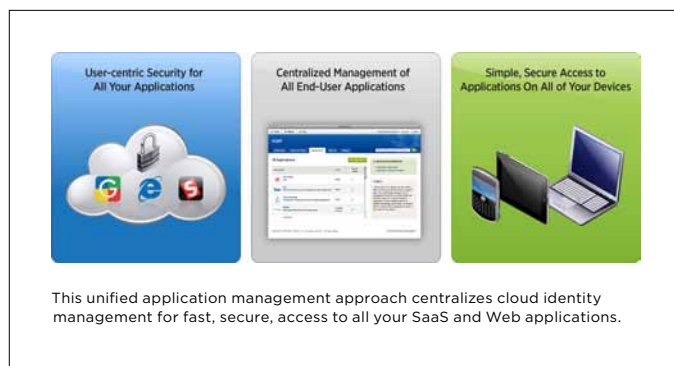 User-centric Security for
All Your Applications
Centralized Management of
All End-User Applications
Simple, Secure Access to
Applications On All of Your Devices
This unified application management approach centralizes cloud identity
management for fast, secure, access to all your SaaS and Web applications.